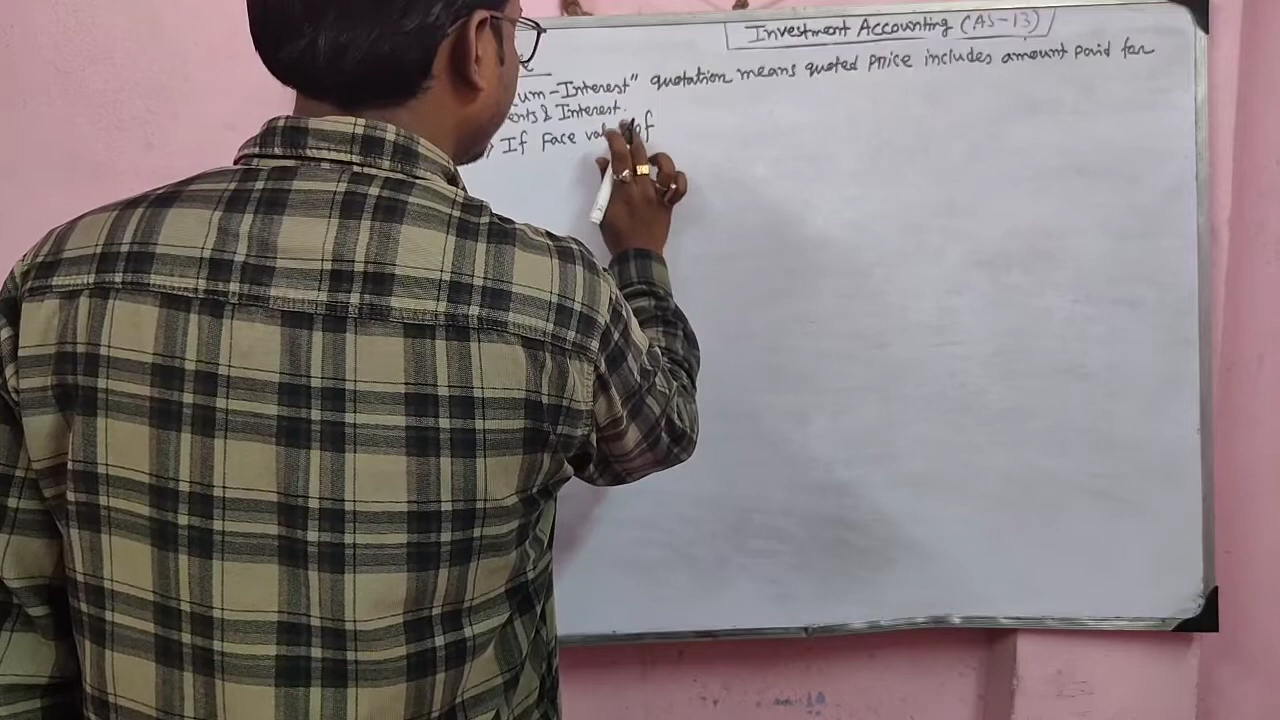 Investment Accounting (AS-13)
um-Interest" quotation means quoted price includes amount paid for
ents & Interest.
If Face of